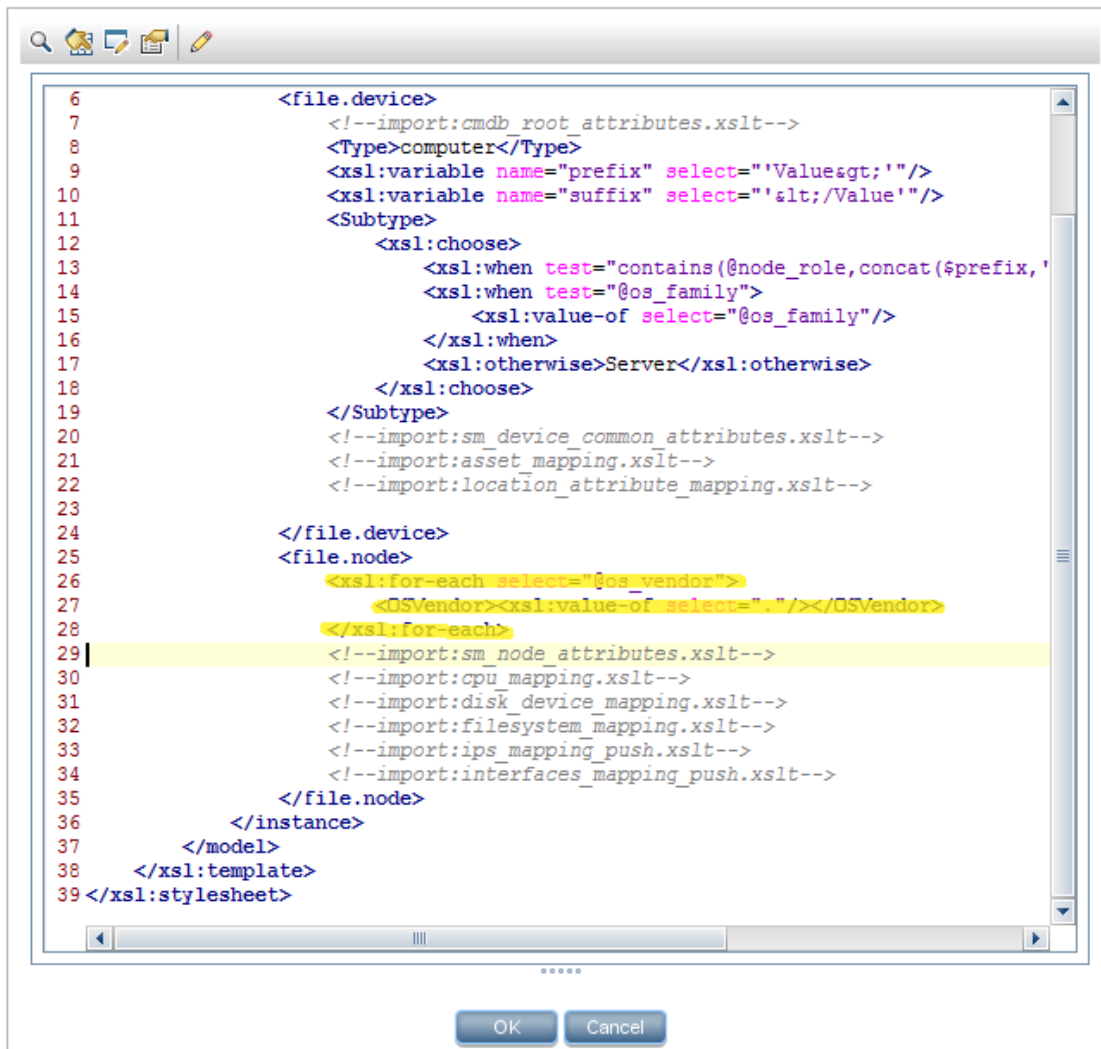 6 <file.device>
7 <!--import:cmdb_root_attributes.xslt-->
8 <Type>computer</Type>
9 <xsl:variable name="prefix" select="'Value&gt;'"/>
10 <xsl:variable name="suffix" select="'&lt;/Value'"/>
11 <Subtype>
12 <xsl:choose>
13 <xsl:when test="contains(@node_role,concat($prefix,'
14 <xsl:when test="@os_family">
15 <xsl:value-of select="@os_family"/>
16 </xsl:when>
17 <xsl:otherwise>Server</xsl:otherwise>
18 </xsl:choose>
19 </Subtype>
20 <!--import:sm_device_common_attributes.xslt-->
21 <!--import:asset_mapping.xslt-->
22 <!--import:location_attribute_mapping.xslt-->
23
24 </file.device>
25 <file.node>
26 <xsl:for-each select="@os_vendor">
27 <OSVendor><xsl:value-of select="."/></OSVendor>
28 </xsl:for-each>
29 <!--import:sm_node_attributes.xslt-->
30 <!--import:cpu_mapping.xslt-->
31 <!--import:disk_device_mapping.xslt-->
32 <!--import:filesystem_mapping.xslt-->
33 <!--import:ips_mapping_push.xslt-->
34 <!--import:interfaces_mapping_push.xslt-->
35 </file.node>
36 </instance>
37 </model>
38 </xsl:template>
39 </xsl:stylesheet>
OK Cancel